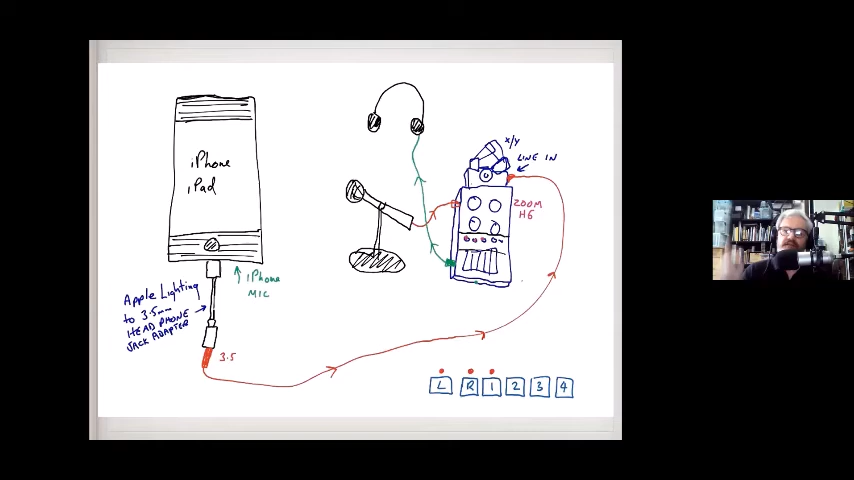 iPhone
iPad
iPhone
MIC
Apple Lighting
to 3.5mm
HEAD PHONE
JACK ADAPTER
3.5
X/Y
LINE IN
ZOOM
H6
L R 1 2 3 4